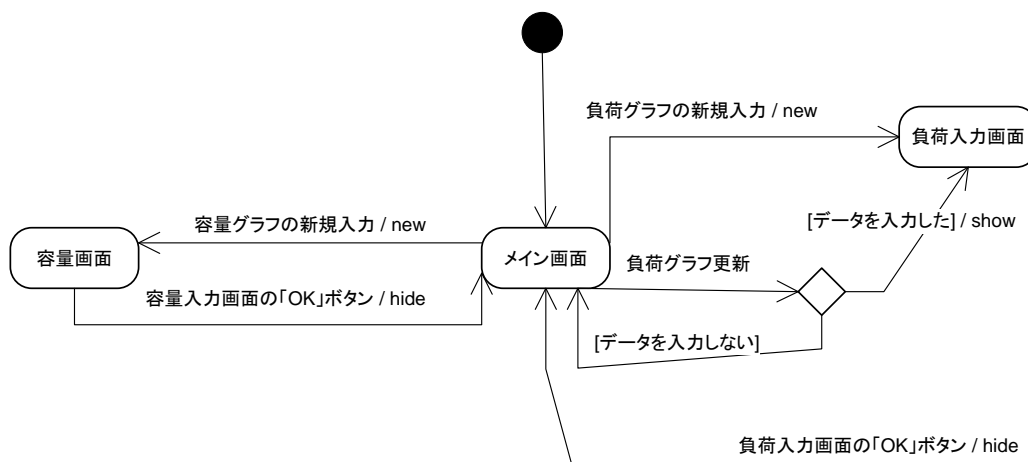 負荷グラフの新規入力 / new
負荷入力画面
[データを入力した] / show
容量グラフの新規入力 / new
容量画面
メイン画面
負荷グラフ更新
容量入力画面の「OK」ボタン / hide
[データを入力しない]
負荷入力画面の「OK」ボタン / hide